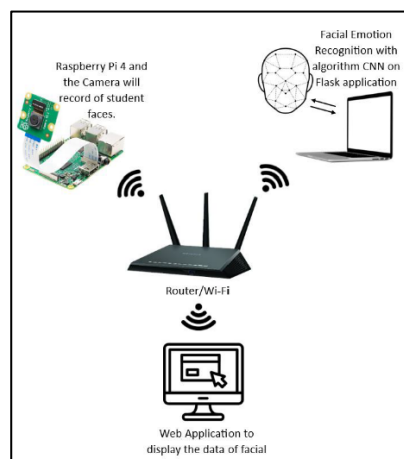 Raspberry Pi 4 and
the Camera will
record of student
faces.
Facial Emotion
Recognition with
algorithm CNN on
Flask application
Router/Wi-Fi
Web Application to
display the data of facial